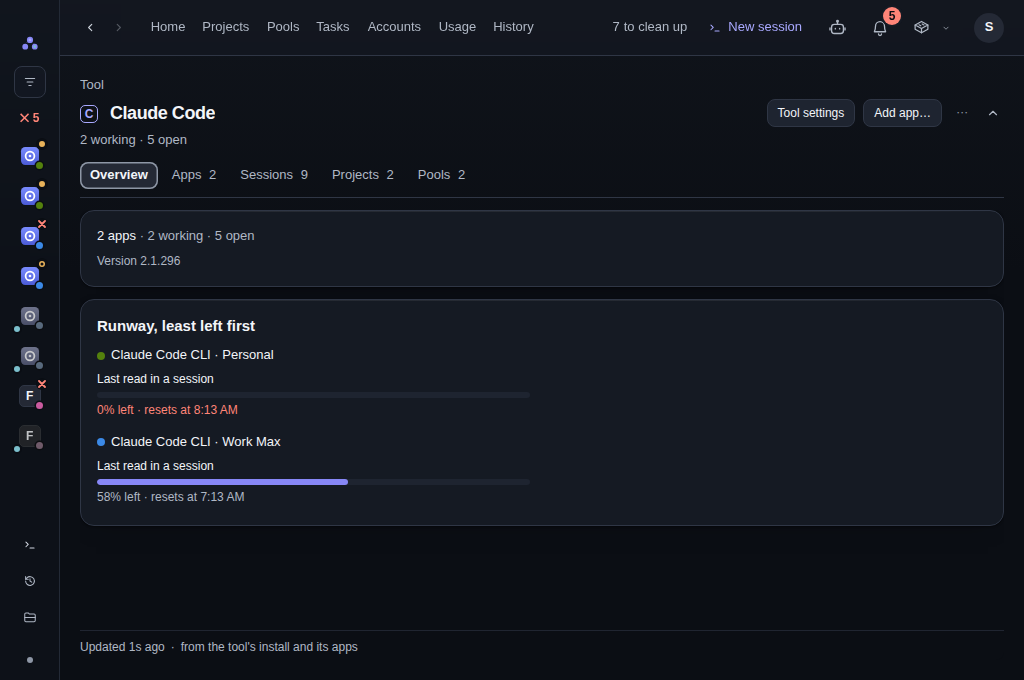 Home Projects Pools Tasks Accounts Usage History 7 to clean up New session 5 S
5
Tool
C Claude Code Tool settings Add app… ⋯
2 working · 5 open
Overview Apps 2 Sessions 9 Projects 2 Pools 2
2 apps · 2 working · 5 open
Version 2.1.296
Runway, least left first
Claude Code CLI · Personal
Last read in a session
0% left · resets at 8:13 AM
Claude Code CLI · Work Max
Last read in a session
58% left · resets at 7:13 AM
F
F
Updated 1s ago · from the tool's install and its apps